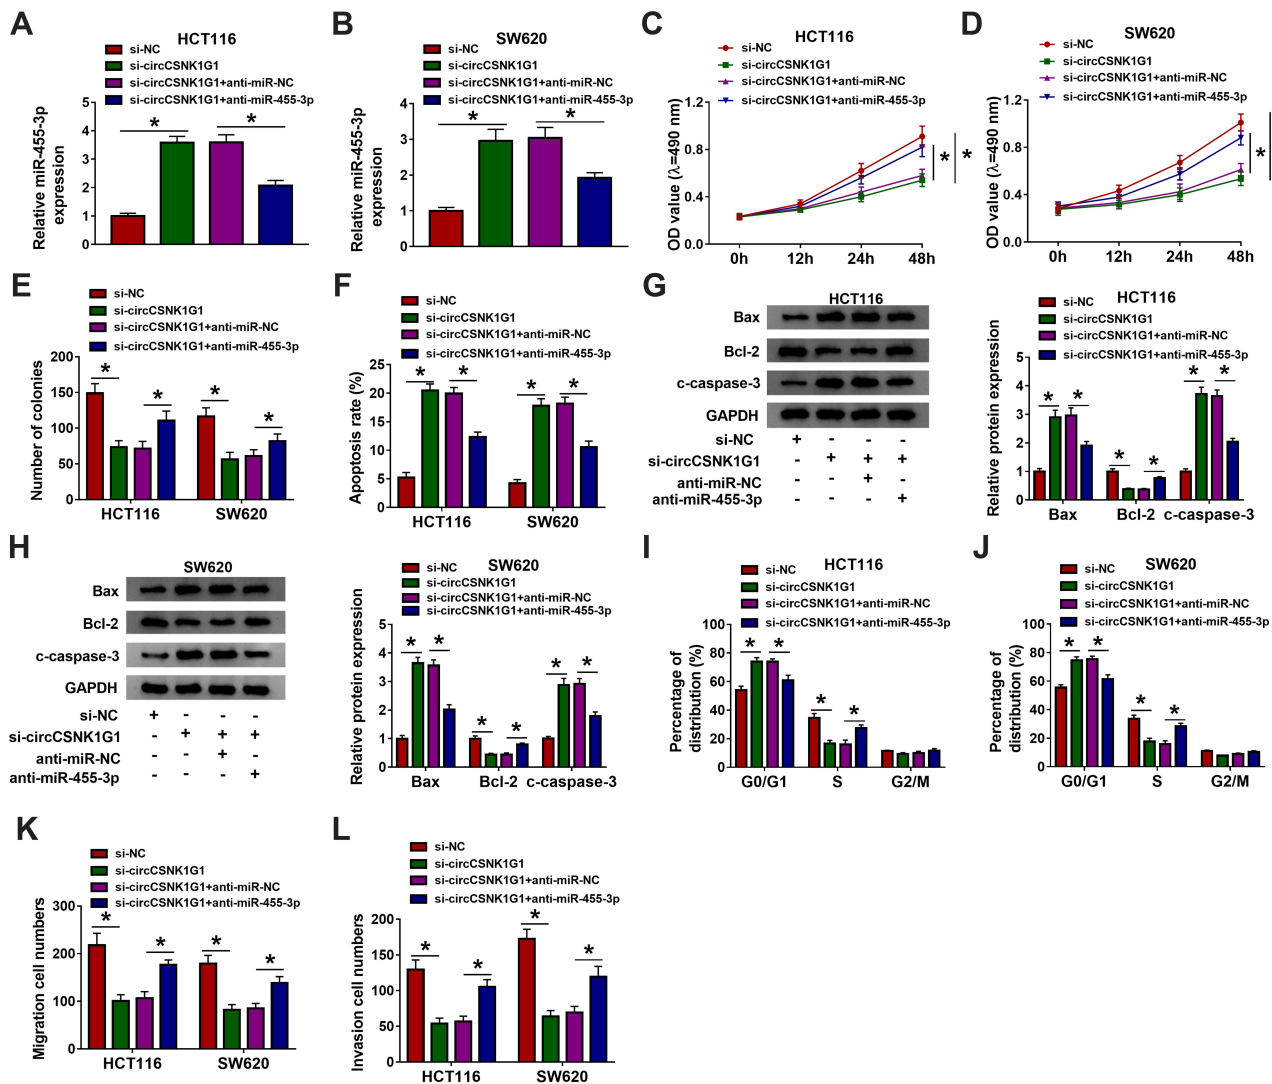 A
HCT116
si-NC
si-circCSNK1G1
si-circCSNK1G1+anti-miR-NC
si-circCSNK1G1+anti-miR-455-3p
Relative miR-455-3p
expression
5
4
3
2
1
0
*
*
B
SW620
si-NC
si-circCSNK1G1
si-circCSNK1G1+anti-miR-NC
si-circCSNK1G1+anti-miR-455-3p
Relative miR-455-3p
expression
4
3
2
1
0
*
*
C
HCT116
si-NC
si-circCSNK1G1
si-circCSNK1G1+anti-miR-NC
si-circCSNK1G1+anti-miR-455-3p
OD value (λ=490 nm)
1.2
0.8
0.4
0.0
0h
12h
24h
48h
*
*
D
SW620
si-NC
si-circCSNK1G1
si-circCSNK1G1+anti-miR-NC
si-circCSNK1G1+anti-miR-455-3p
OD value (λ=490 nm)
1.2
0.8
0.4
0.0
0h
12h
24h
48h
*
*
E
si-NC
si-circCSNK1G1
si-circCSNK1G1+anti-miR-NC
si-circCSNK1G1+anti-miR-455-3p
Number of colonies
200
150
100
50
0
*
*
*
*
HCT116
SW620
F
si-NC
si-circCSNK1G1
si-circCSNK1G1+anti-miR-NC
si-circCSNK1G1+anti-miR-455-3p
Apoptosis rate (%)
25
20
15
10
5
0
*
*
*
*
HCT116
SW620
G
HCT116
Bax
Bcl-2
c-caspase-3
GAPDH
si-NC + - - -
si-circCSNK1G1 - + + +
anti-miR-NC - - + -
anti-miR-455-3p - - - +
HCT116
si-NC
si-circCSNK1G1
si-circCSNK1G1+anti-miR-NC
si-circCSNK1G1+anti-miR-455-3p
Relative protein expression
5
4
3
2
1
0
*
*
*
*
*
*
Bax
Bcl-2
c-caspase-3
H
SW620
Bax
Bcl-2
c-caspase-3
GAPDH
si-NC + - - -
si-circCSNK1G1 - + + +
anti-miR-NC - - + -
anti-miR-455-3p - - - +
SW620
si-NC
si-circCSNK1G1
si-circCSNK1G1+anti-miR-NC
si-circCSNK1G1+anti-miR-455-3p
Relative protein expression
5
4
3
2
1
0
*
*
*
*
*
*
Bax
Bcl-2
c-caspase-3
I
HCT116
si-NC
si-circCSNK1G1
si-circCSNK1G1+anti-miR-NC
si-circCSNK1G1+anti-miR-455-3p
Percentage of
distribution (%)
100
80
60
40
20
0
*
*
*
*
G0/G1
S
G2/M
J
SW620
si-NC
si-circCSNK1G1
si-circCSNK1G1+anti-miR-NC
si-circCSNK1G1+anti-miR-455-3p
Percentage of
distribution (%)
100
80
60
40
20
0
*
*
*
*
G0/G1
S
G2/M
K
si-NC
si-circCSNK1G1
si-circCSNK1G1+anti-miR-NC
si-circCSNK1G1+anti-miR-455-3p
Migration cell numbers
300
200
100
0
*
*
*
*
HCT116
SW620
L
si-NC
si-circCSNK1G1
si-circCSNK1G1+anti-miR-NC
si-circCSNK1G1+anti-miR-455-3p
Invasion cell numbers
200
150
100
50
0
*
*
*
*
HCT116
SW620